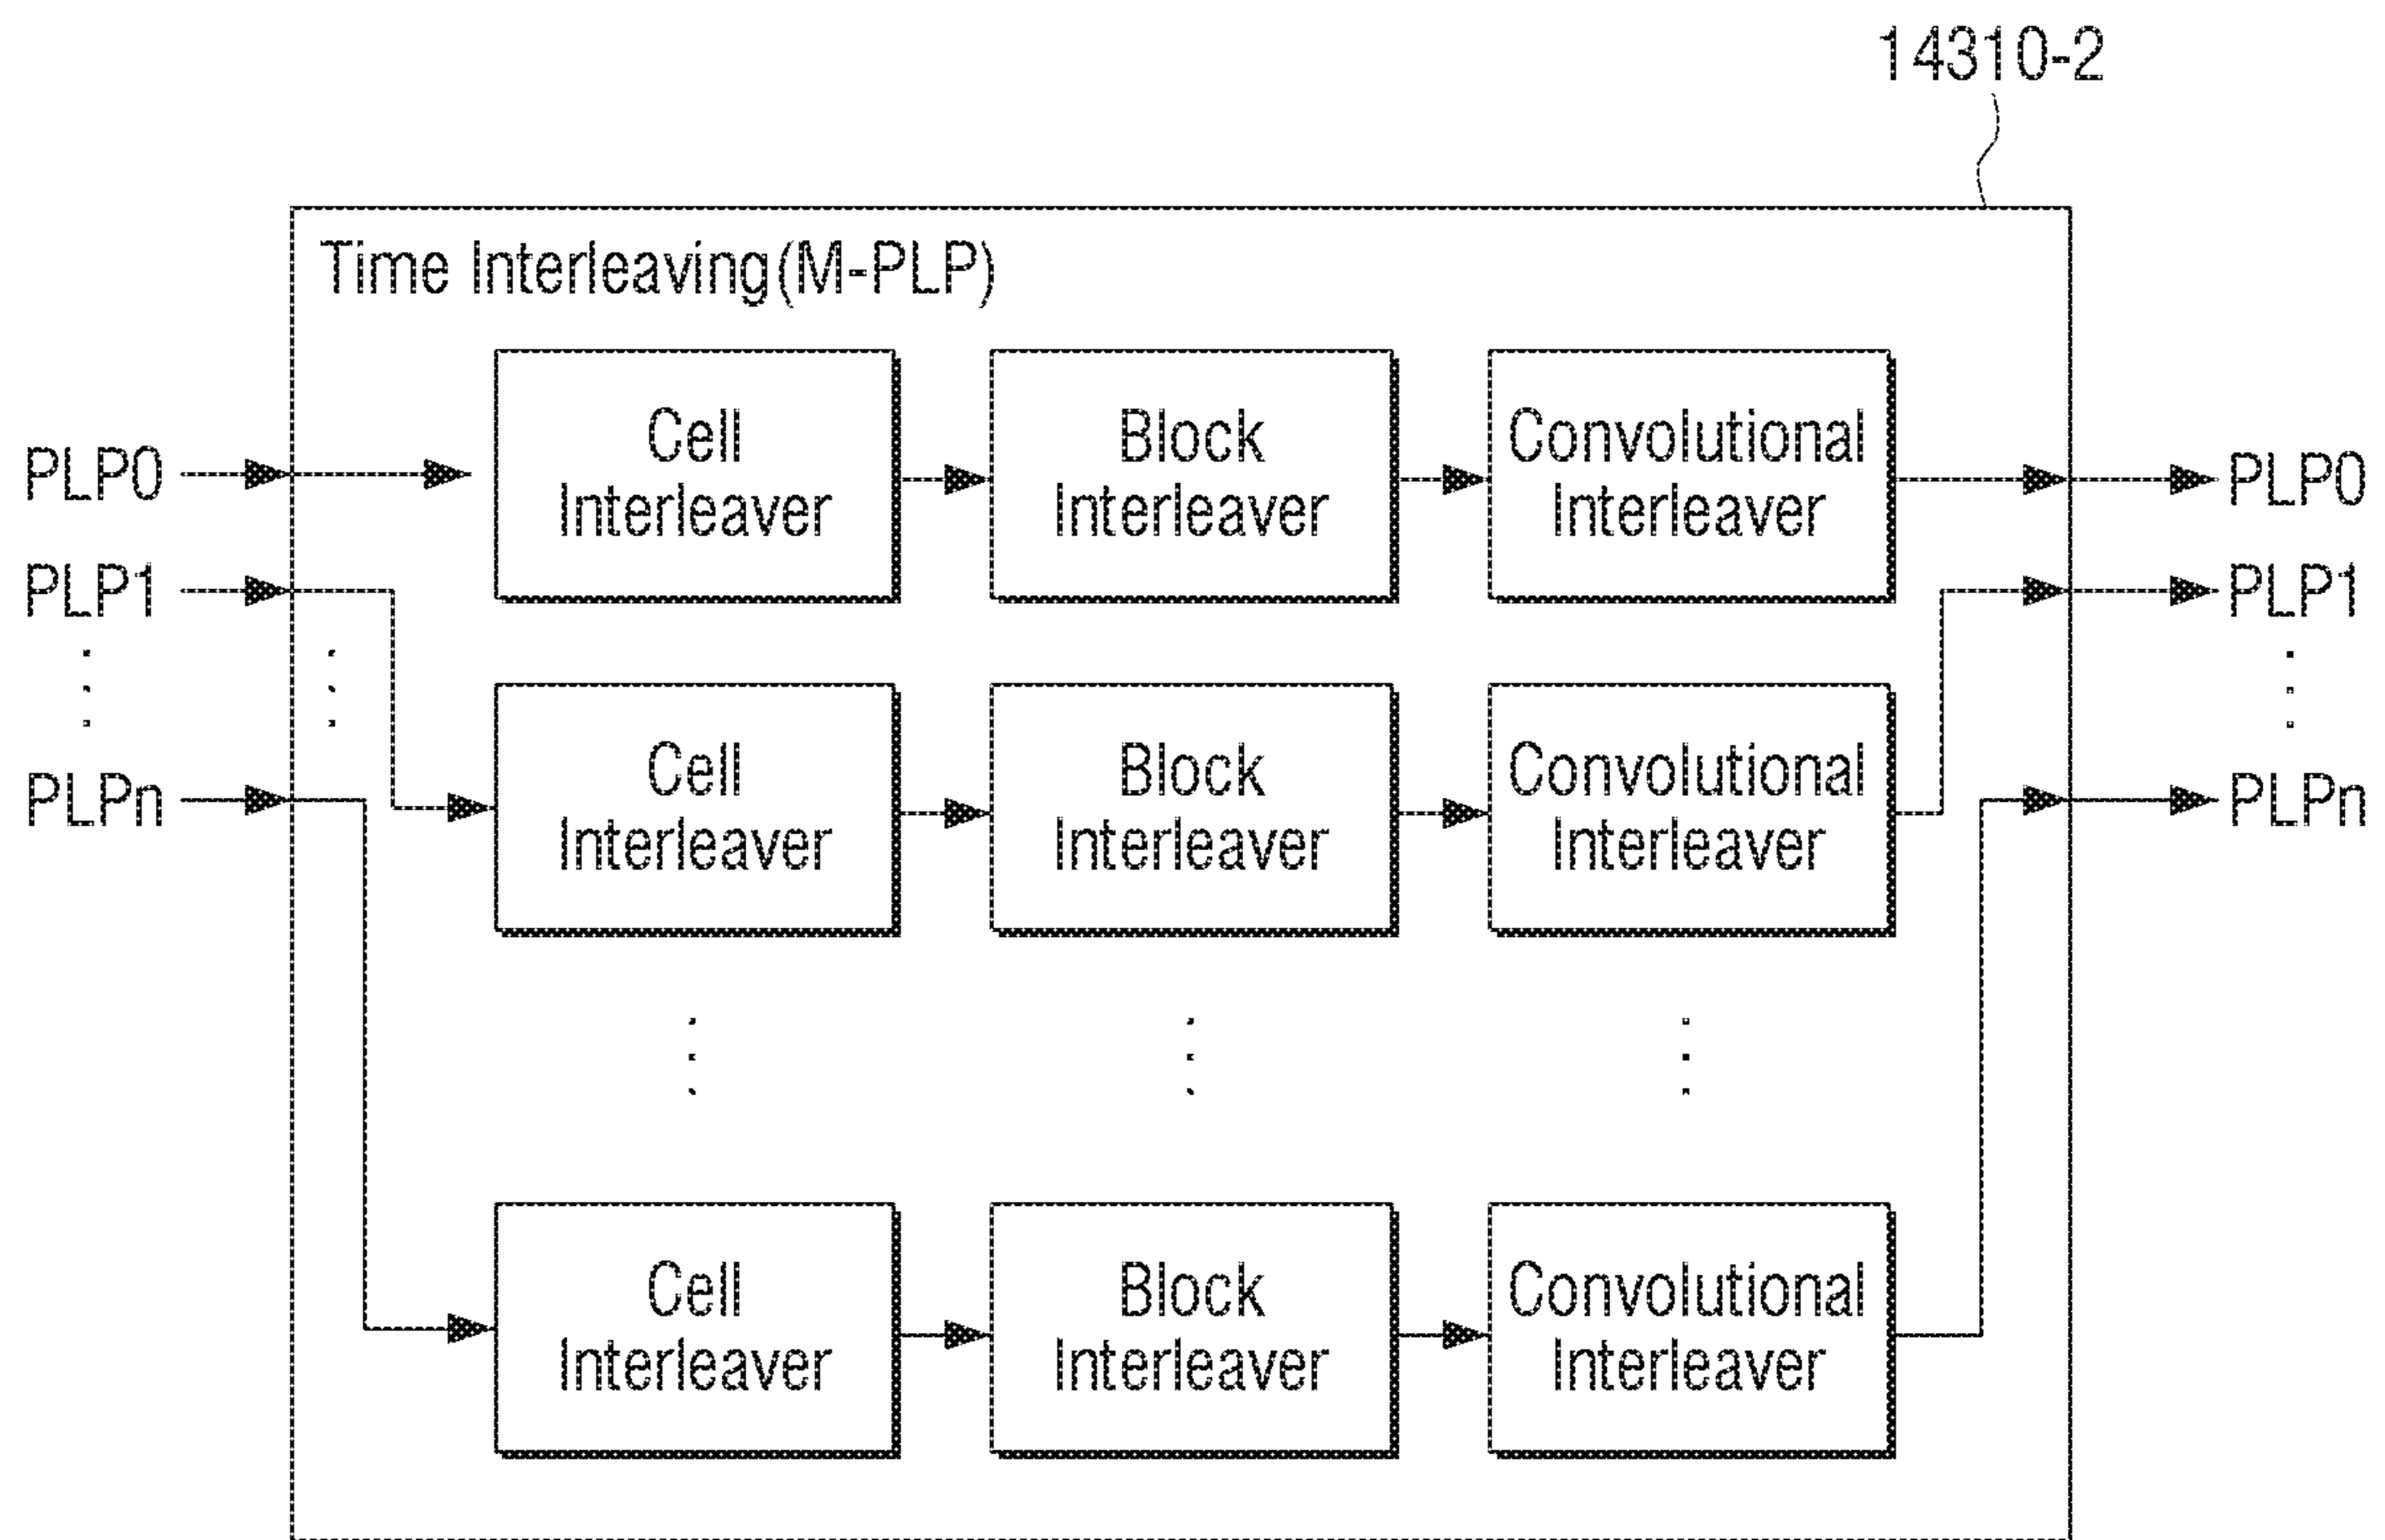 14310-2
Time Interleaving(M-PLP)
PLP0
Cell
Interleaver
Block
Interleaver
Convolutional
Interleaver
PLP0
PLP1
PLP1
Cell
Interleaver
Block
Interleaver
Convolutional
Interleaver
PLPn
PLPn
Cell
Interleaver
Block
Interleaver
Convolutional
Interleaver